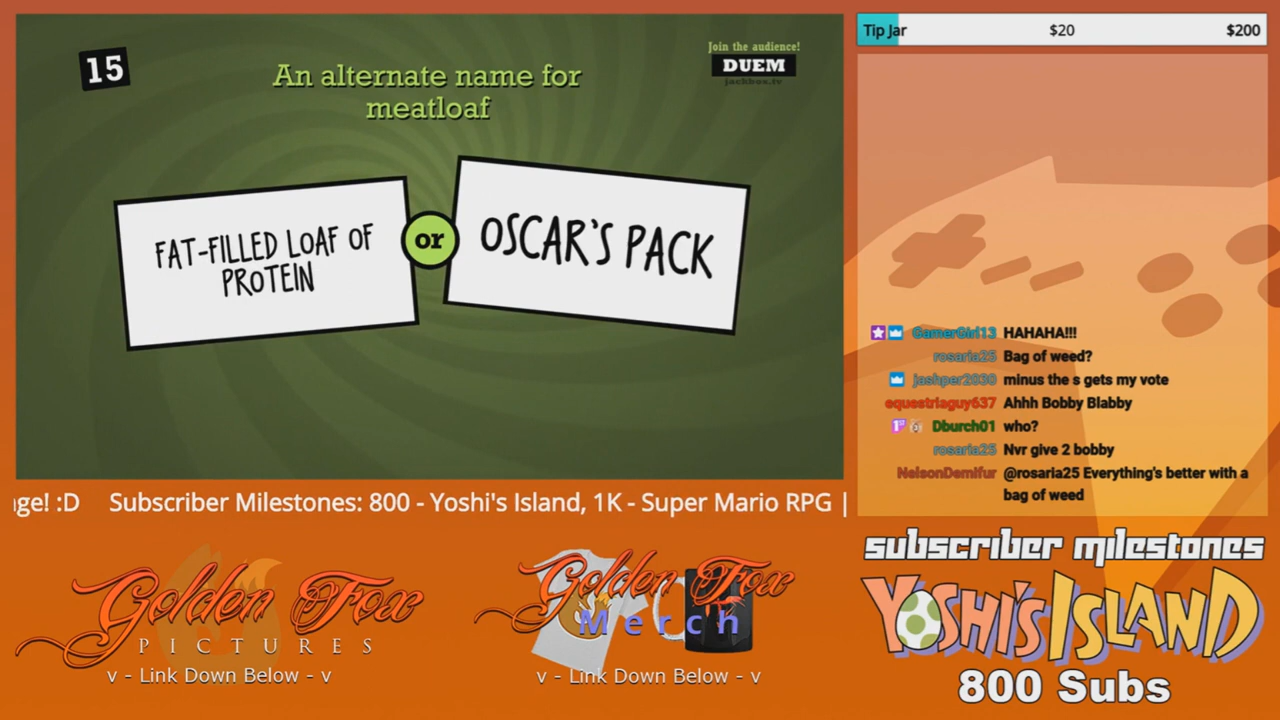 15
An alternate name for
meatloaf
Join the audience!
DUEM
jackbox.tv
FAT-FILLED LOAF OF
PROTEIN
or
OSCAR'S PACK
Tip Jar $20 $200
GamerGirl13 HAHAHA!!!
rosaria25 Bag of weed?
jashper2030 minus the s gets my vote
equestriaguy637 Ahhh Bobby Blabby
1st Dburch01 who?
rosaria25 Nvr give 2 bobby
NelsonDemifur @rosaria25 Everything's better with a
bag of weed
ge! :D Subscriber Milestones: 800 - Yoshi's Island, 1K - Super Mario RPG |
Golden Fox
PICTURES
v - Link Down Below - v
Golden Fox
Merch
v - Link Down Below - v
subscriber milestones
YOSHI'S ISLAND
800 Subs